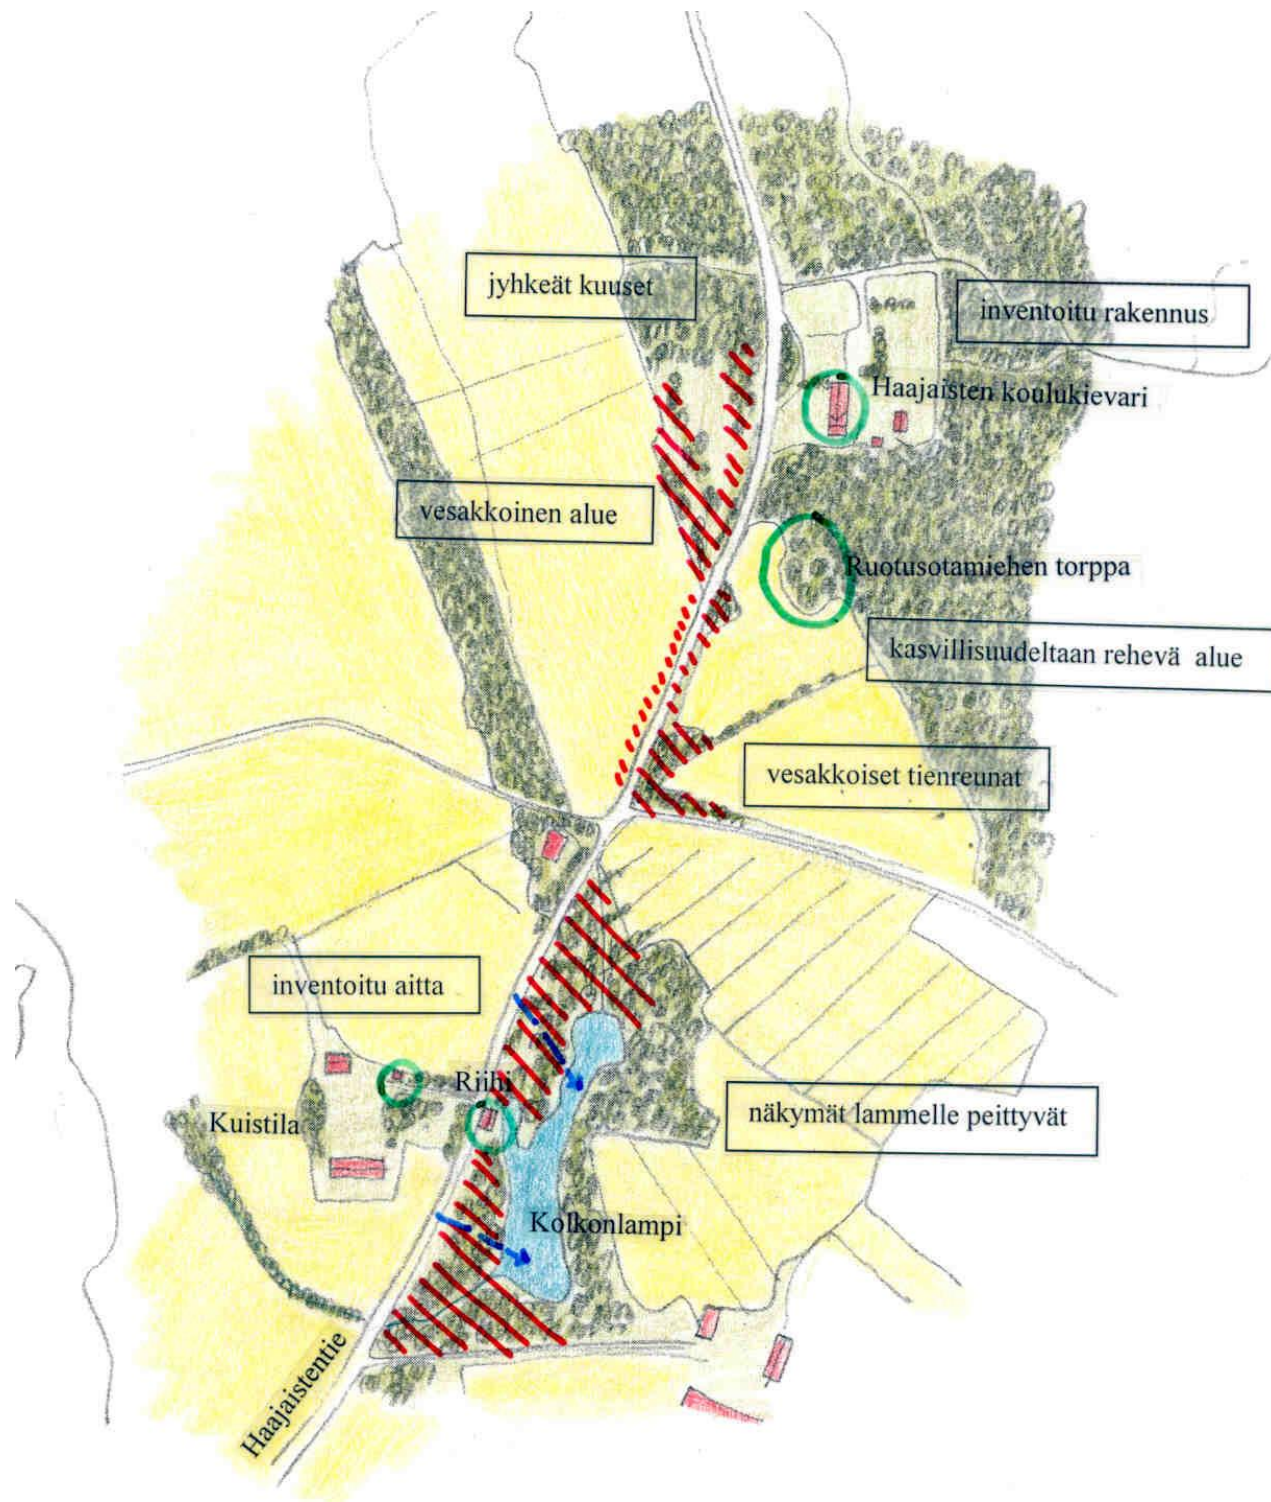 jyhkeät kuuset
inventoitu rakennus
Haajaisten koulukievari
vesakkoinen alue
Ruotusotamiehen torppa
kasvillisuudeltaan rehevä alue
vesakkoiset tienreunat
inventoitu aitta
Riihi
näkymät lammelle peittyvät
Kuistila
Kolkonlampi
Haajaistentie